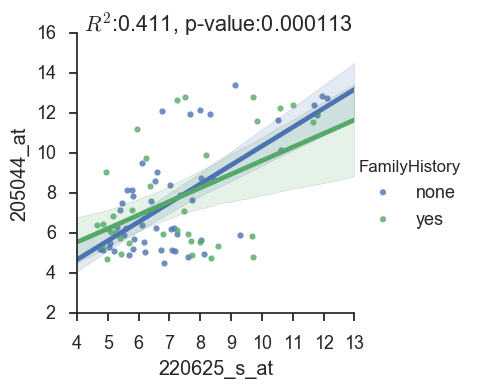 R²:0.411, p-value:0.000113
16
14
12
10
8
6
4
2
205044_at
4 5 6 7 8 9 10 11 12 13
220625_s_at
FamilyHistory
none
yes